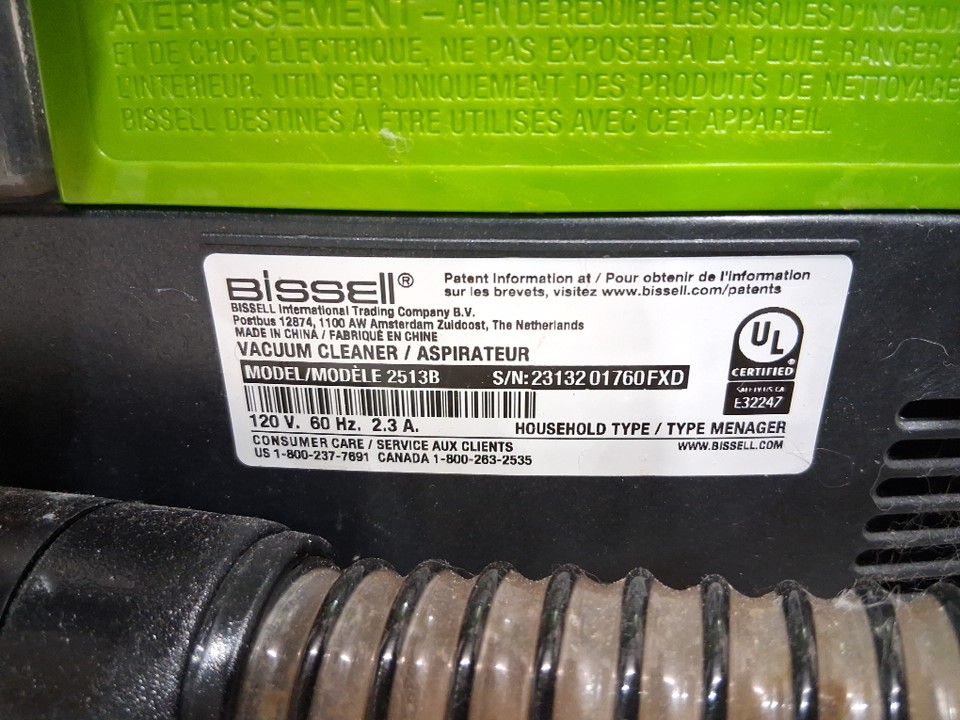 AVERTISSEMENT – AFIN DE RÉDUIRE LES RISQUES D'INCEND
ET DE CHOC ÉLECTRIQUE, NE PAS EXPOSER À LA PLUIE. RANGER À
L'INTÉRIEUR. UTILISER UNIQUEMENT DES PRODUITS DE NETTOYAGE
BISSELL DESTINÉS À ÊTRE UTILISÉS AVEC CET APPAREIL.
BISSELL® Patent Information at / Pour obtenir de l'information
sur les brevets, visitez www.bissell.com/patents
BISSELL International Trading Company B.V.
Postbus 12874, 1100 AW Amsterdam Zuidoost, The Netherlands
MADE IN CHINA / FABRIQUÉ EN CHINE
VACUUM CLEANER / ASPIRATEUR
MODEL/MODÈLE 2513B S/N: 23132 01760FXD
UL
CERTIFIED®
SAFETY US CA
E32247
120 V. 60 Hz. 2.3 A. HOUSEHOLD TYPE / TYPE MENAGER
CONSUMER CARE / SERVICE AUX CLIENTS WWW.BISSELL.COM
US 1-800-237-7691 CANADA 1-800-263-2535